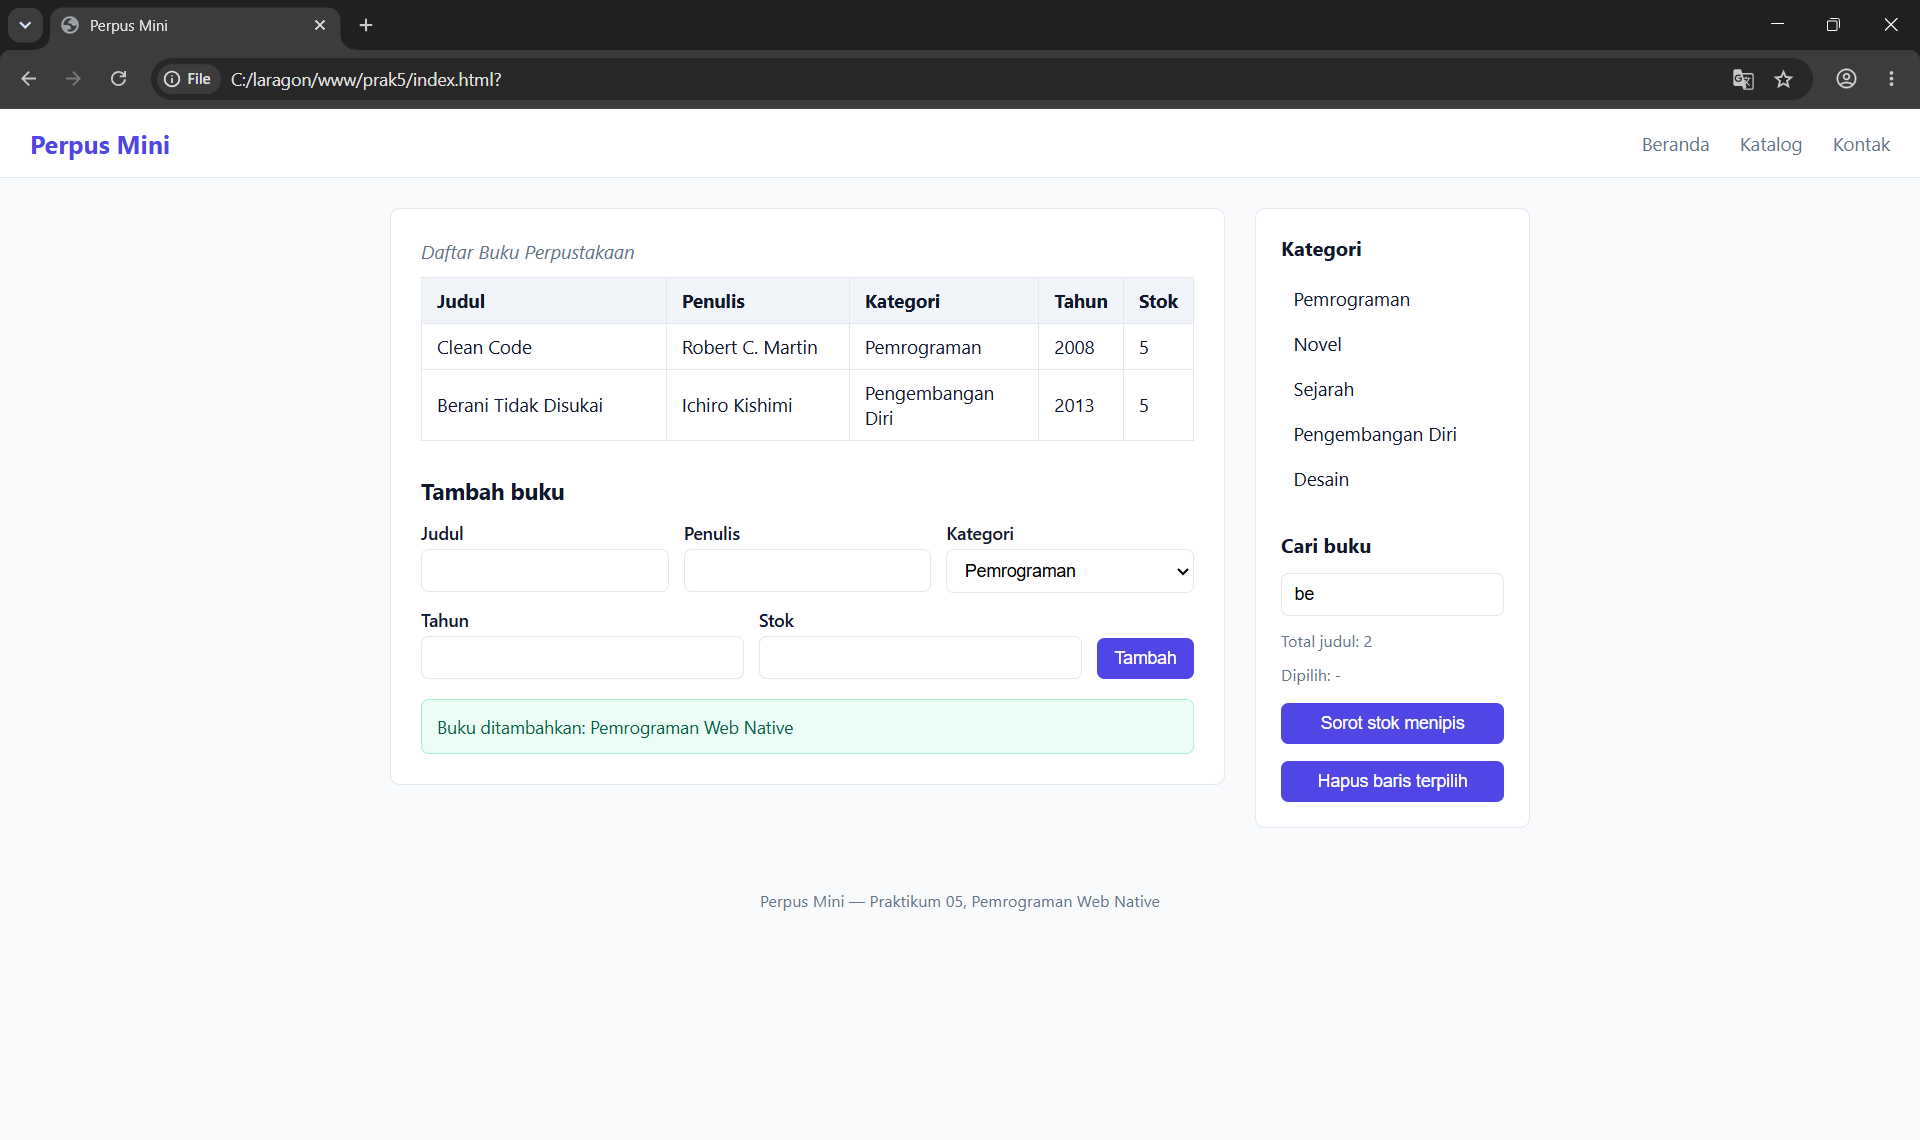 Perpus Mini
File
C:/laragon/www/prak5/index.html?
Perpus Mini
Beranda Katalog Kontak
Daftar Buku Perpustakaan
Judul Penulis Kategori Tahun Stok
Clean Code Robert C. Martin Pemrograman 2008 5
Berani Tidak Disukai Ichiro Kishimi Pengembangan Diri 2013 5
Tambah buku
Judul Penulis Kategori
Pemrograman
Tahun Stok
Tambah
Buku ditambahkan: Pemrograman Web Native
Kategori
Pemrograman
Novel
Sejarah
Pengembangan Diri
Desain
Cari buku
be
Total judul: 2
Dipilih: -
Sorot stok menipis
Hapus baris terpilih
Perpus Mini — Praktikum 05, Pemrograman Web Native